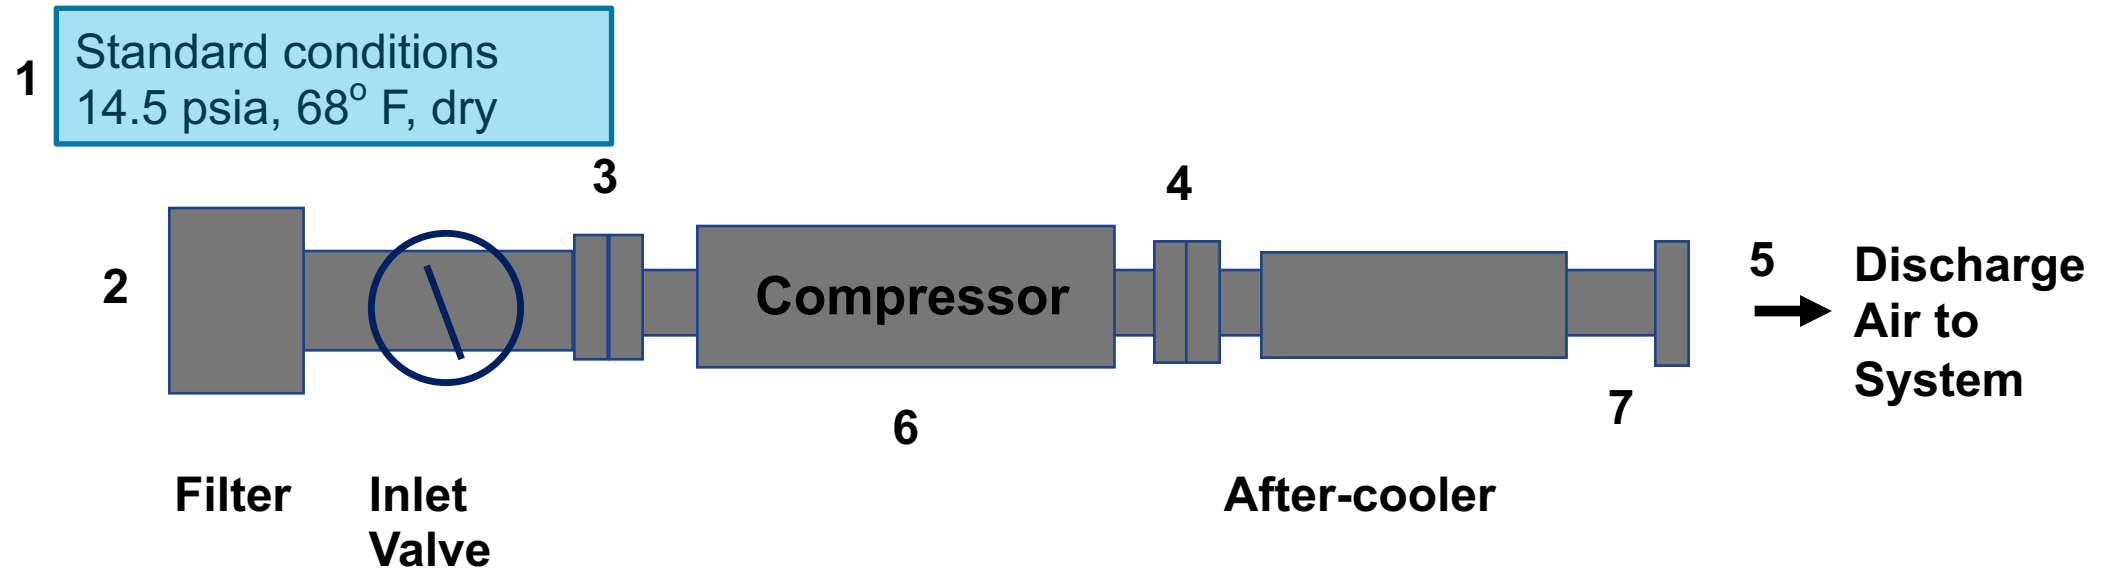 1
Standard conditions
14.5 psia, 68° F, dry
3
4
2
Compressor
5
Discharge
Air to
System
6
7
Filter
Inlet
Valve
After-cooler